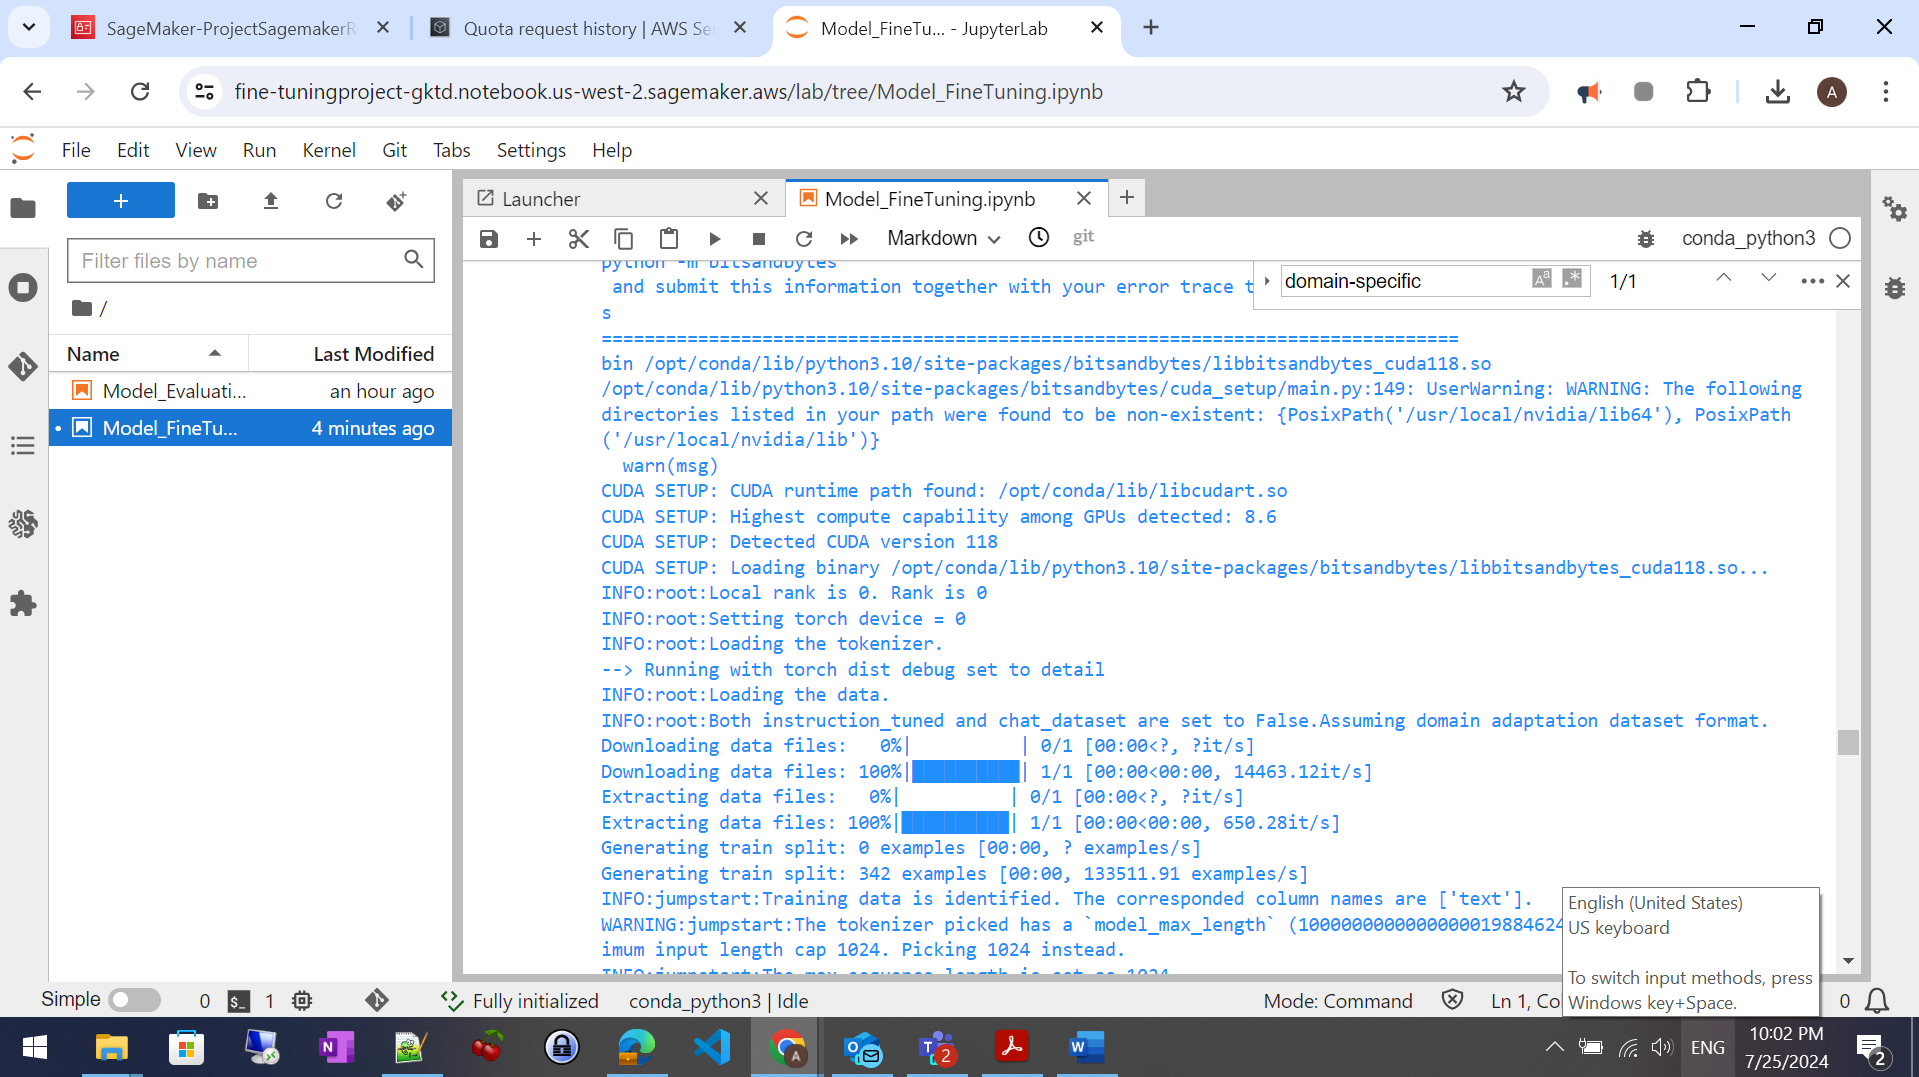 SageMaker-ProjectSagemakerR
Quota request history | AWS Se
Model_FineTu... - JupyterLab
fine-tuningproject-gktd.notebook.us-west-2.sagemaker.aws/lab/tree/Model_FineTuning.ipynb
A
File Edit View Run Kernel Git Tabs Settings Help
Launcher
Model_FineTuning.ipynb
Markdown
git
conda_python3
Filter files by name
/
Name
Last Modified
Model_Evaluati... an hour ago
Model_FineTu... 4 minutes ago
domain-specific
1/1
python -m bitsandbytes
and submit this information together with your error trace t
s
================================================================================
bin /opt/conda/lib/python3.10/site-packages/bitsandbytes/libbitsandbytes_cuda118.so
/opt/conda/lib/python3.10/site-packages/bitsandbytes/cuda_setup/main.py:149: UserWarning: WARNING: The following
directories listed in your path were found to be non-existent: {PosixPath('/usr/local/nvidia/lib64'), PosixPath
('/usr/local/nvidia/lib')}
warn(msg)
CUDA SETUP: CUDA runtime path found: /opt/conda/lib/libcudart.so
CUDA SETUP: Highest compute capability among GPUs detected: 8.6
CUDA SETUP: Detected CUDA version 118
CUDA SETUP: Loading binary /opt/conda/lib/python3.10/site-packages/bitsandbytes/libbitsandbytes_cuda118.so...
INFO:root:Local rank is 0. Rank is 0
INFO:root:Setting torch device = 0
INFO:root:Loading the tokenizer.
--> Running with torch dist debug set to detail
INFO:root:Loading the data.
INFO:root:Both instruction_tuned and chat_dataset are set to False.Assuming domain adaptation dataset format.
Downloading data files:   0%|          | 0/1 [00:00<?, ?it/s]
Downloading data files: 100%|██████████| 1/1 [00:00<00:00, 14463.12it/s]
Extracting data files:   0%|          | 0/1 [00:00<?, ?it/s]
Extracting data files: 100%|██████████| 1/1 [00:00<00:00, 650.28it/s]
Generating train split: 0 examples [00:00, ? examples/s]
Generating train split: 342 examples [00:00, 133511.91 examples/s]
INFO:jumpstart:Training data is identified. The corresponded column names are ['text'].
WARNING:jumpstart:The tokenizer picked has a `model_max_length` (1000000000000000019884624
imum input length cap 1024. Picking 1024 instead.
INFO:jumpstart:The max sequence length is set as 1024
English (United States)
US keyboard
To switch input methods, press
Windows key+Space.
Simple
0
1
Fully initialized
conda_python3 | Idle
Mode: Command
Ln 1, Co
0
ENG
10:02 PM
7/25/2024
2
2